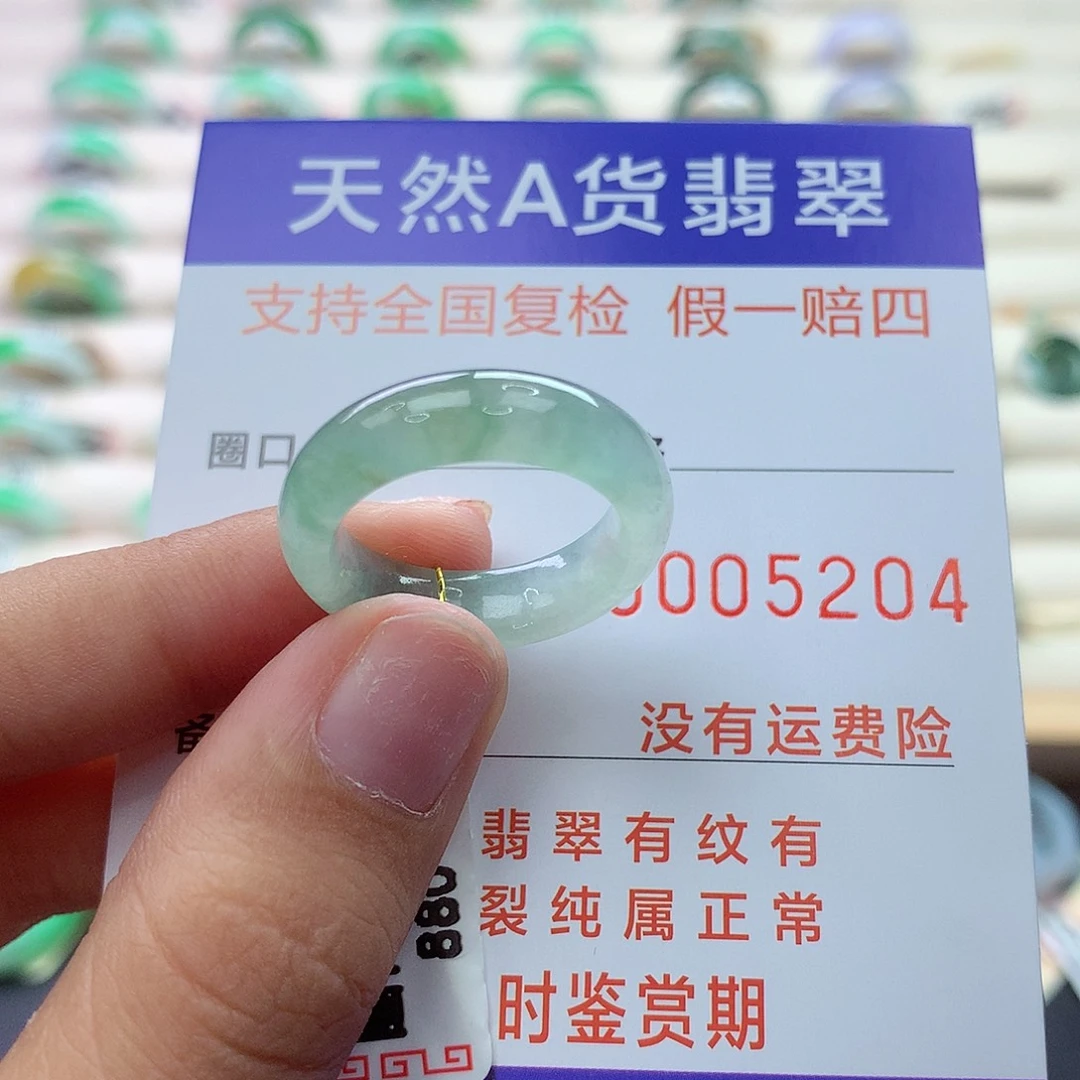 天然A货翡翠
支持全国复检 假一赔四
圈口
005204
没有运费险
翡翠有纹有
裂纯属正常
时鉴赏期
880